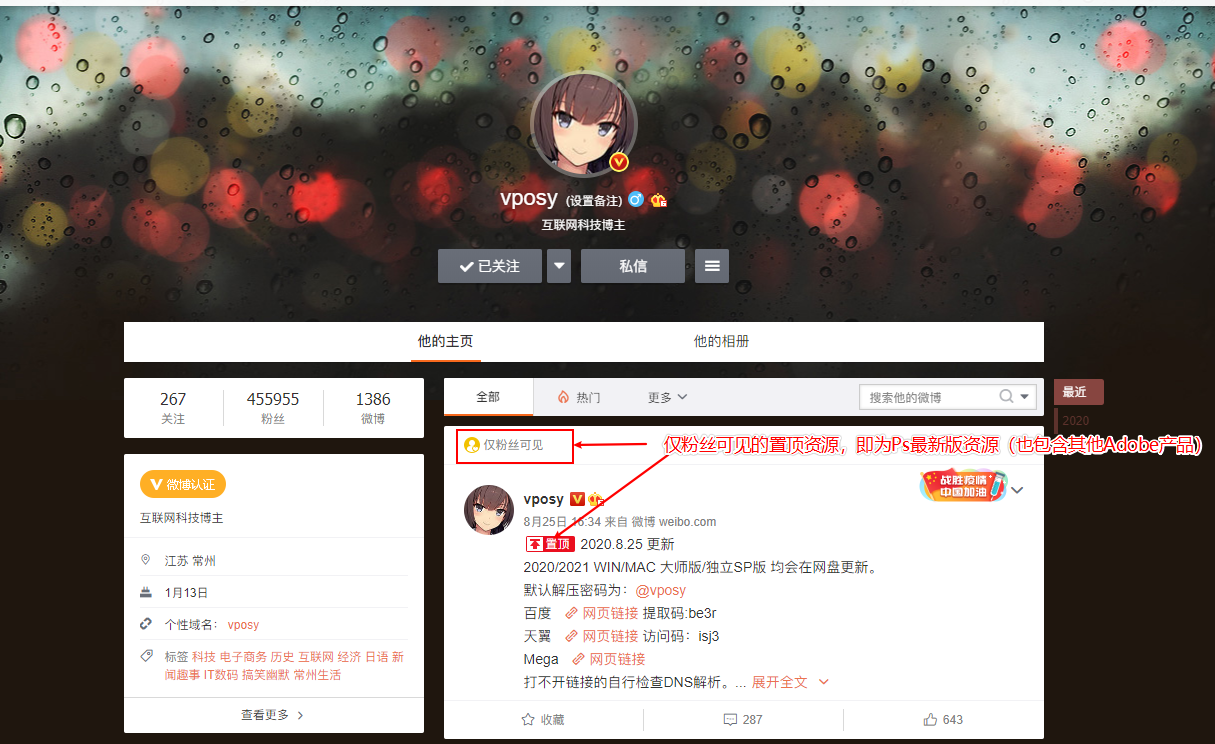 vposy (设置备注)
互联网科技博主
已关注
私信
他的主页
他的相册
267
关注
455955
粉丝
1386
微博
V 微博认证
互联网科技博主
江苏 常州
1月13日
个性域名： vposy
标签 科技 电子商务 历史 互联网 经济 日语 新
闻趣事 IT数码 搞笑幽默 常州生活
查看更多
全部
热门
更多
搜索他的微博
最近
2020
仅粉丝可见
仅粉丝可见的置顶资源，即为Ps最新版资源（也包含其他Adobe产品）
战胜疫情
中国加油
vposy
8月25日 16:34 来自 微博 weibo.com
置顶 2020.8.25 更新
2020/2021 WIN/MAC 大师版/独立SP版 均会在网盘更新。
默认解压密码为：@vposy
百度 网页链接 提取码:be3r
天翼 网页链接 访问码：isj3
Mega 网页链接
打不开链接的自行检查DNS解析。... 展开全文
收藏
287
643